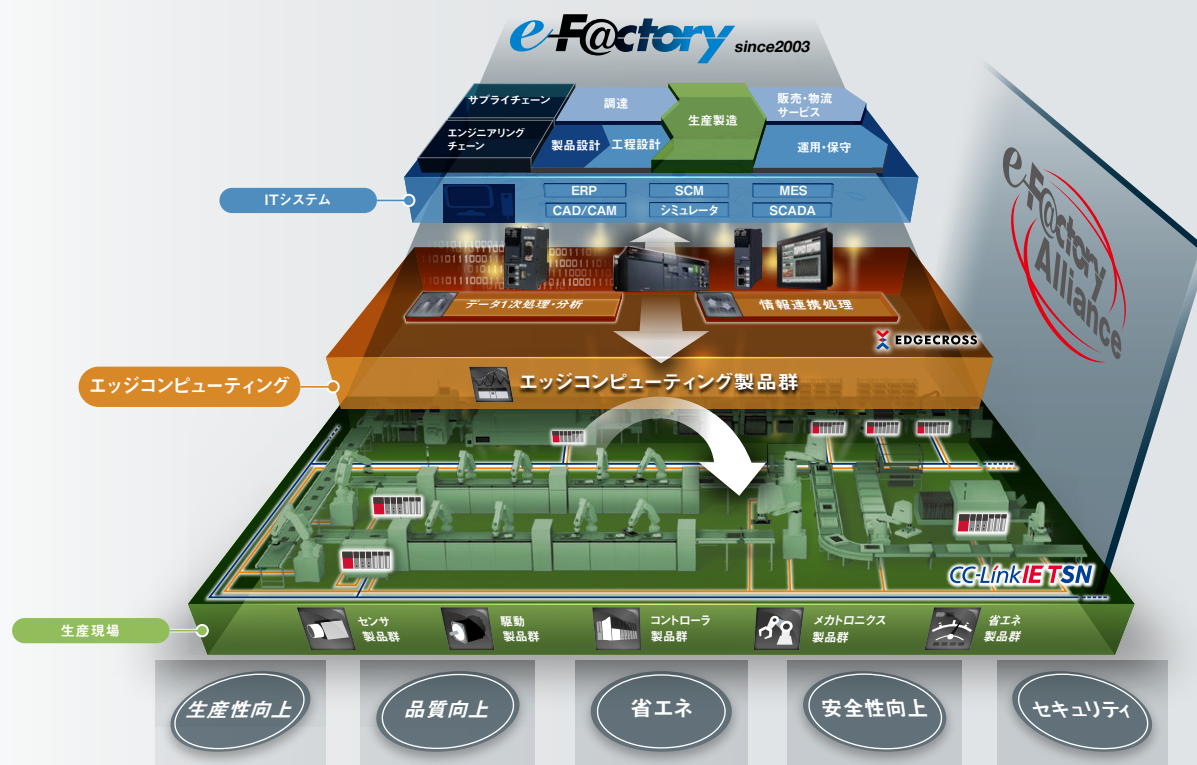 e-F@ctory since2003
サプライチェーン
調達
生産製造
販売・物流
サービス
エンジニアリング
チェーン
製品設計
工程設計
運用・保守
ITシステム
ERP
SCM
MES
CAD/CAM
シミュレータ
SCADA
e-F@ctory
Alliance
データ1次処理・分析
情報連携処理
EDGECROSS
エッジコンピューティング
エッジコンピューティング製品群
CC-Link IE TSN
生産現場
センサ
製品群
駆動
製品群
コントローラ
製品群
メカトロニクス
製品群
省エネ
製品群
生産性向上
品質向上
省エネ
安全性向上
セキュリティ